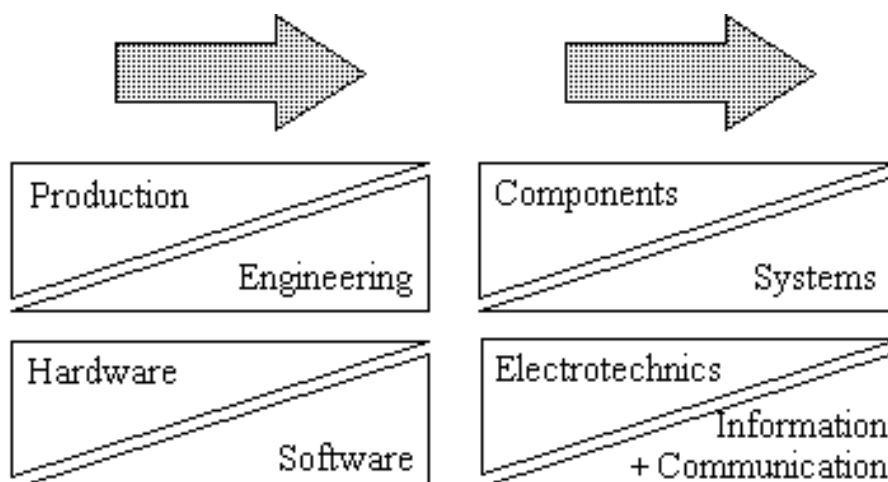 Production
Engineering
Components
Systems
Hardware
Software
Electrotechnics
Information
+ Communication